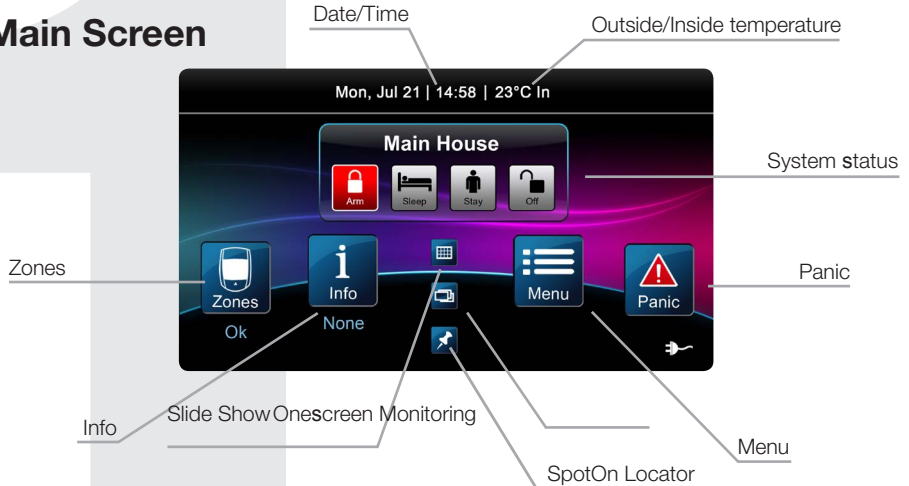 Main Screen
Date/Time
Outside/Inside temperature
Mon, Jul 21 | 14:58 | 23°C In
Main House
Arm
Sleep
Stay
Off
System status
Zones
Panic
Zones
Ok
i
Info
None
Menu
Panic
Info
Slide Show Onescreen Monitoring
Menu
SpotOn Locator